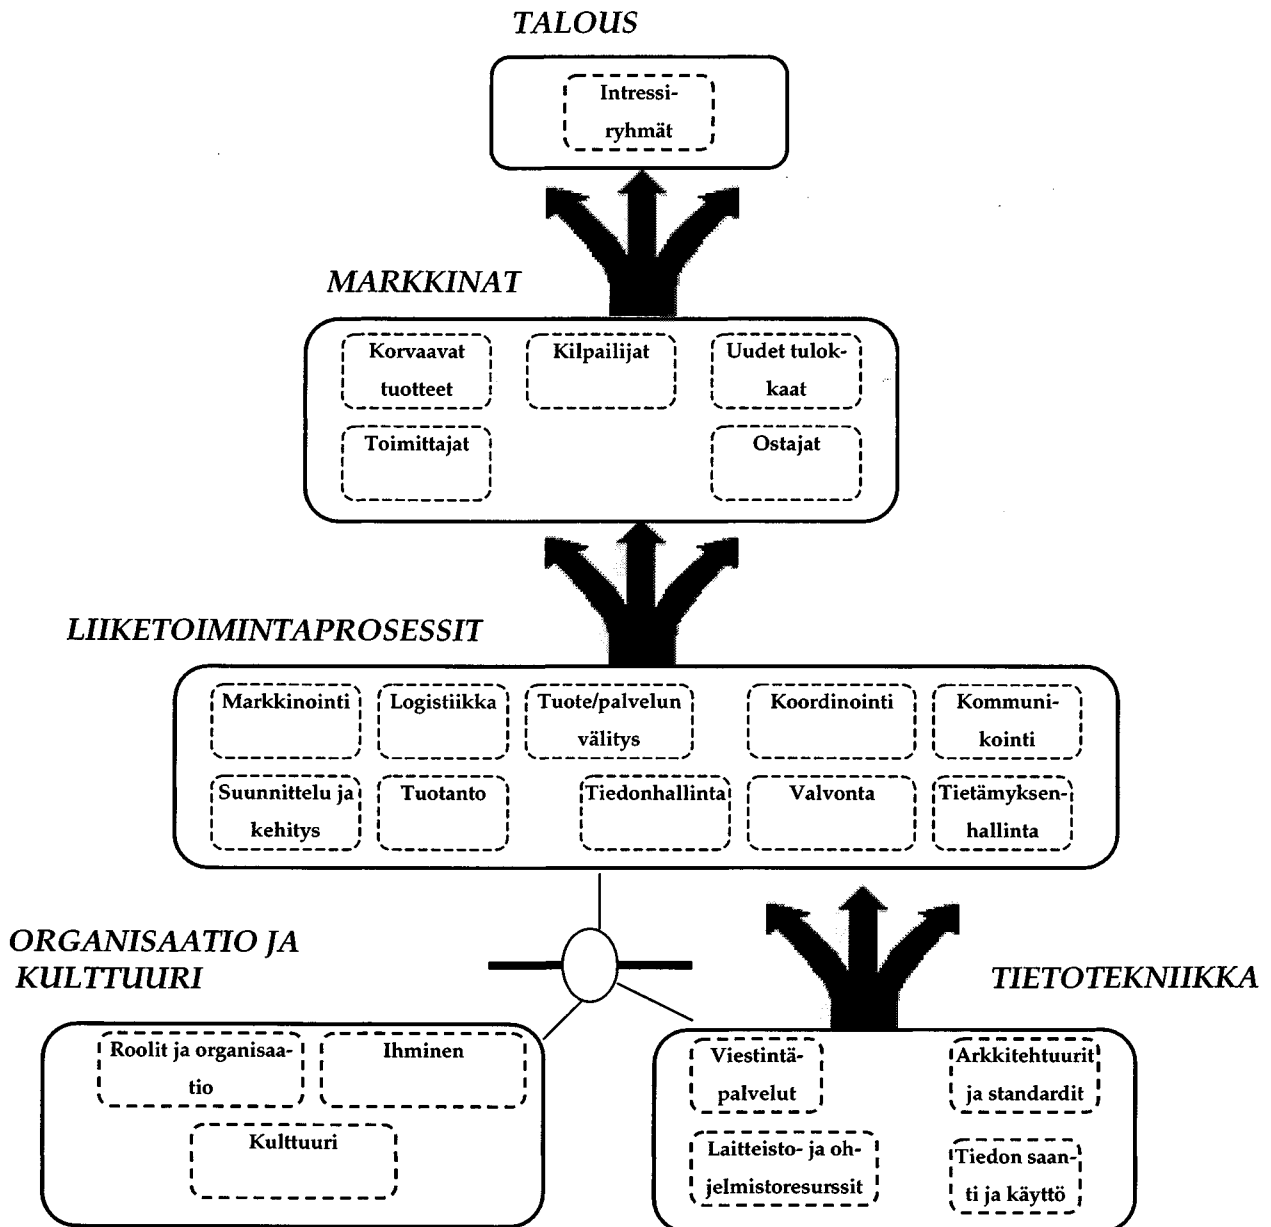 TALOUS
Intressi-
ryhmät
MARKKINAT
Korvaavat
tuotteet
Kilpailijat
Uudet tulok-
kaat
Toimittajat
Ostajat
LIIKETOIMINTAPROSESSIT
Markkinointi
Logistiikka
Tuote/palvelun
välitys
Koordinointi
Kommuni-
kointi
Suunnittelu ja
kehitys
Tuotanto
Tiedonhallinta
Valvonta
Tietämyksen-
hallinta
ORGANISAATIO JA
KULTTUURI
TIETOTEKNIIKKA
Roolit ja organisaa-
tio
Ihminen
Kulttuuri
Viestintä-
palvelut
Arkkitehtuurit
ja standardit
Laitteisto- ja oh-
jelmistoresurssit
Tiedon saan-
ti ja käyttö